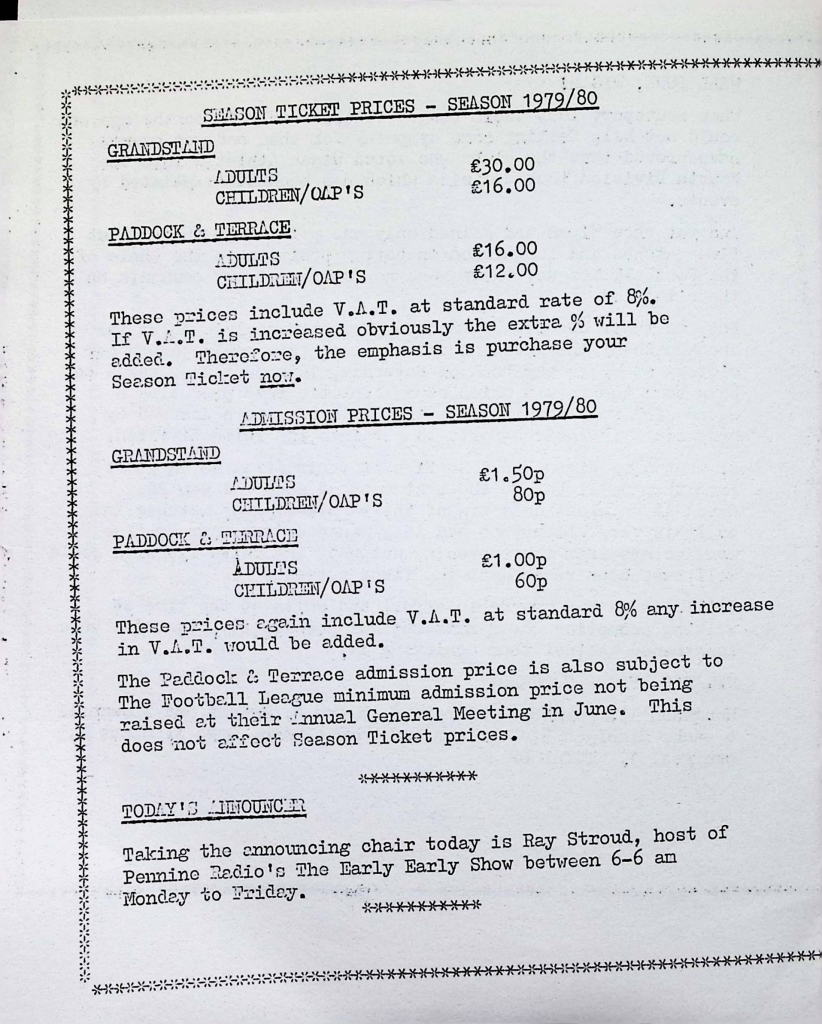 SEASON TICKET PRICES - SEASON 1979/80
GRANDSTAND
ADULTS £30.00
CHILDREN/OAP'S £16.00
PADDOCK & TERRACE
ADULTS £16.00
CHILDREN/OAP'S £12.00
These prices include V.A.T. at standard rate of 8%.
If V.A.T. is increased obviously the extra % will be
added. Therefore, the emphasis is purchase your
Season Ticket now.
ADMISSION PRICES - SEASON 1979/80
GRANDSTAND
ADULTS £1.50p
CHILDREN/OAP'S 80p
PADDOCK & TERRACE
ADULTS £1.00p
CHILDREN/OAP'S 60p
These prices again include V.A.T. at standard 8% any increase
in V.A.T. would be added.
The Paddock & Terrace admission price is also subject to
The Football League minimum admission price not being
raised at their Annual General Meeting in June. This
does not affect Season Ticket prices.
***********
TODAY'S ANNOUNCER
Taking the announcing chair today is Ray Stroud, host of
Pennine Radio's The Early Early Show between 6-6 am
Monday to Friday.
***********